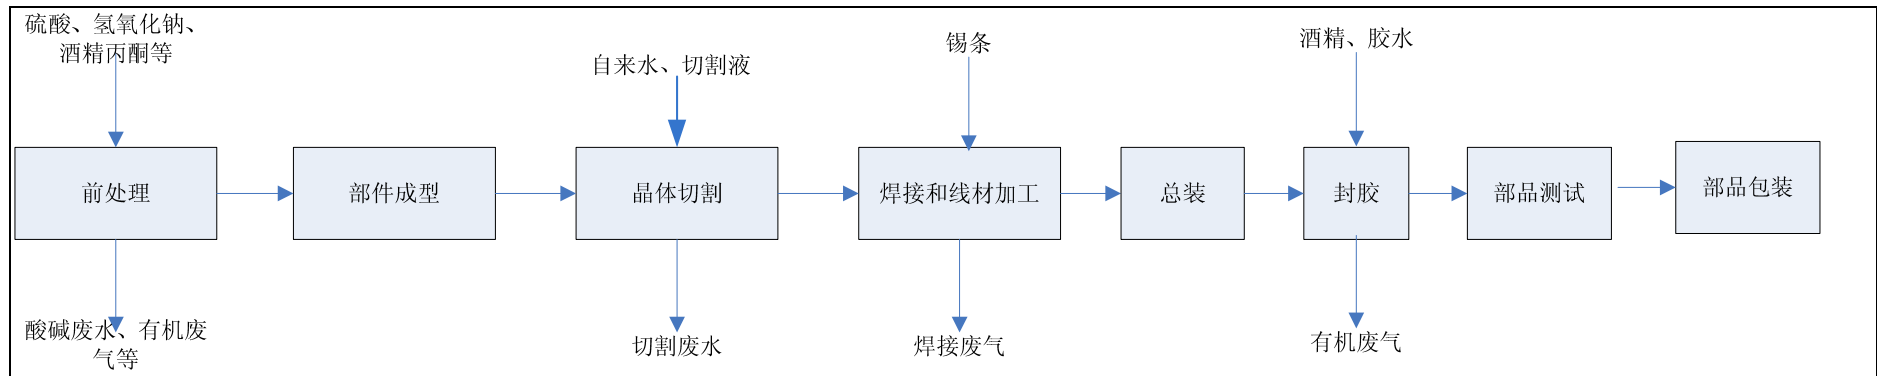 硫酸、氢氧化钠、
酒精丙酮等
自来水、切割液
锡条
酒精、胶水
前处理
部件成型
晶体切割
焊接和线材加工
总装
封胶
部品测试
部品包装
酸碱废水、有机废
气等
切割废水
焊接废气
有机废气